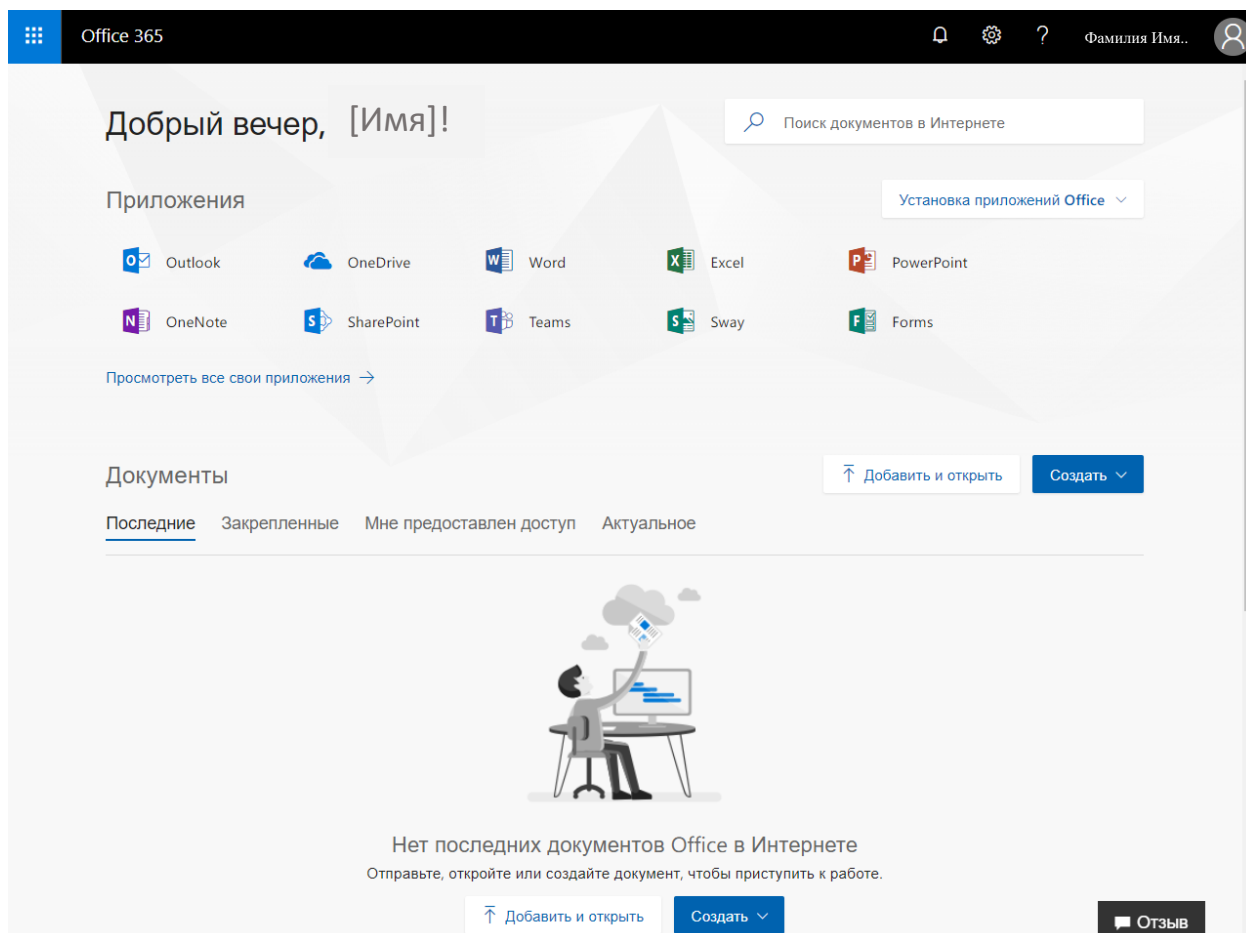 Office 365
?
Фамилия Имя..
Добрый вечер, [Имя]!
Поиск документов в Интернете
Приложения
Установка приложений Office
Outlook
OneDrive
Word
Excel
PowerPoint
OneNote
SharePoint
Teams
Sway
Forms
Просмотреть все свои приложения →
Документы
Добавить и открыть
Создать
Последние
Закрепленные
Мне предоставлен доступ
Актуальное
Нет последних документов Office в Интернете
Отправьте, откройте или создайте документ, чтобы приступить к работе.
Добавить и открыть
Создать
Отзыв